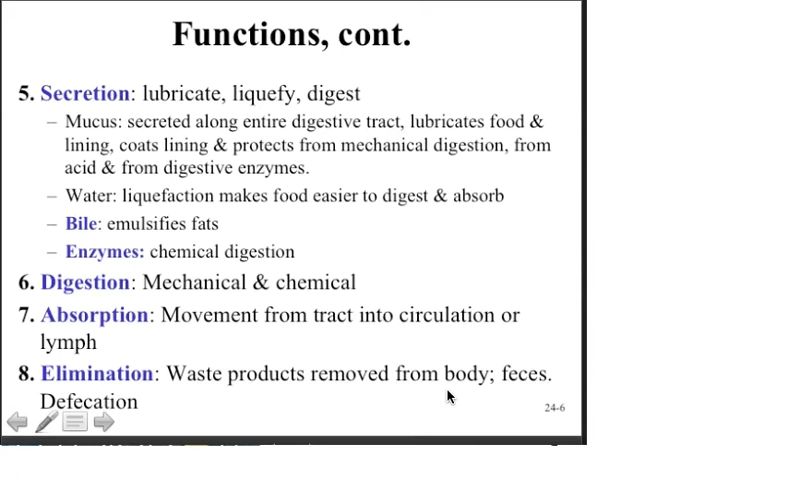 Functions, cont.
5. Secretion: lubricate, liquefy, digest
– Mucus: secreted along entire digestive tract, lubricates food &
lining, coats lining & protects from mechanical digestion, from
acid & from digestive enzymes.
– Water: liquefaction makes food easier to digest & absorb
– Bile: emulsifies fats
– Enzymes: chemical digestion
6. Digestion: Mechanical & chemical
7. Absorption: Movement from tract into circulation or
lymph
8. Elimination: Waste products removed from body; feces.
Defecation
24-6